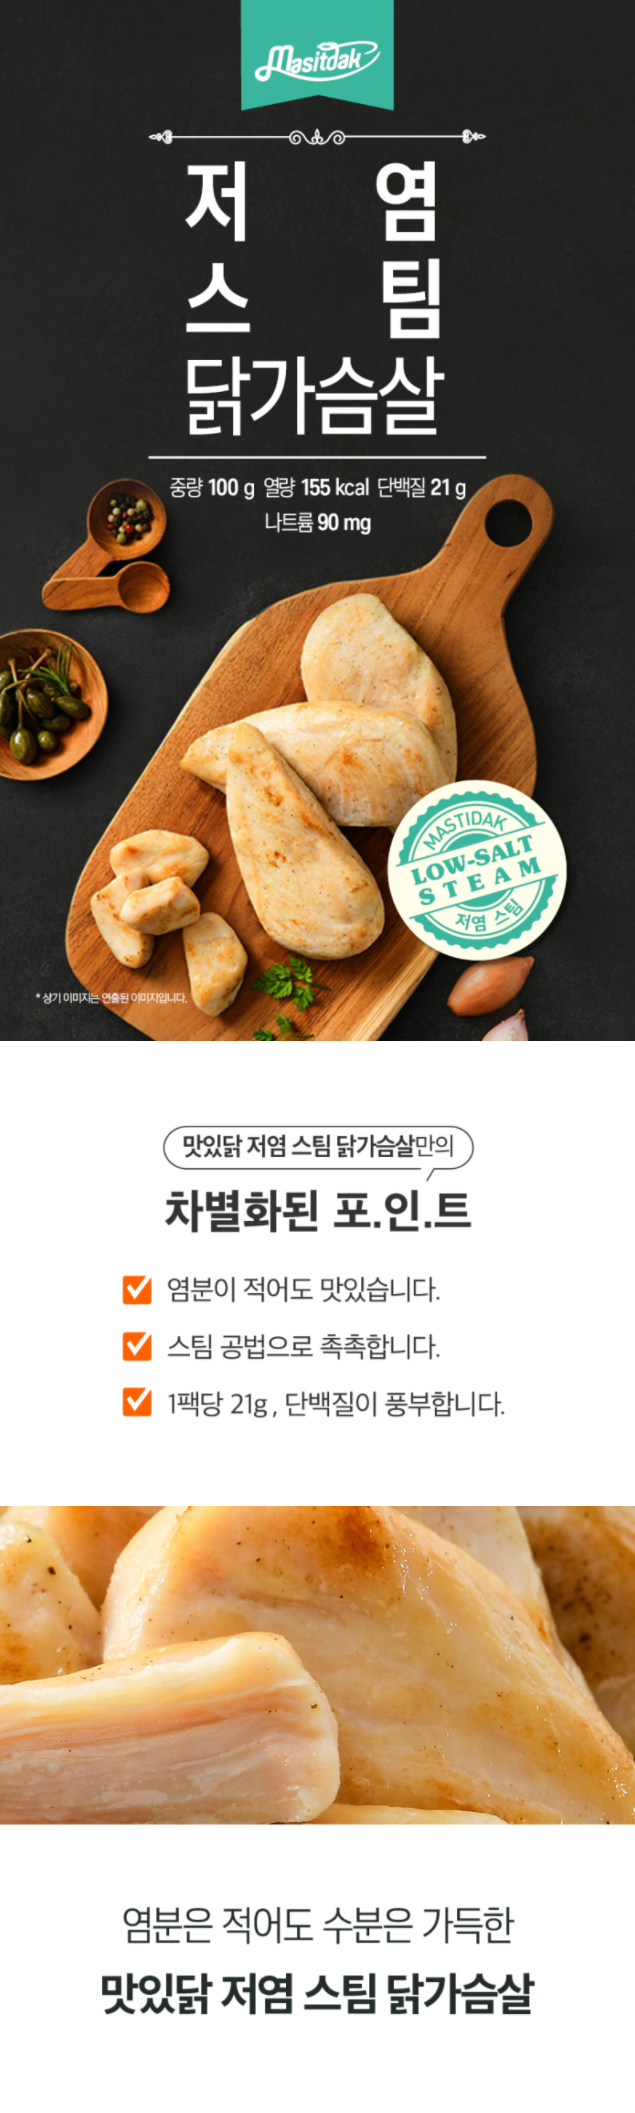 Masitdak
저 염
스 팀
닭가슴살
중량 100 g 열량 155 kcal 단백질 21 g
나트륨 90 mg
MASTIDAK
LOW-SALT
STEAM
저염 스팀
* 상기 이미지는 연출된 이미지입니다.
맛있닭 저염 스팀 닭가슴살만의
차별화된 포.인.트
염분이 적어도 맛있습니다.
스팀 공법으로 촉촉합니다.
1팩당 21g , 단백질이 풍부합니다.
염분은 적어도 수분은 가득한
맛있닭 저염 스팀 닭가슴살